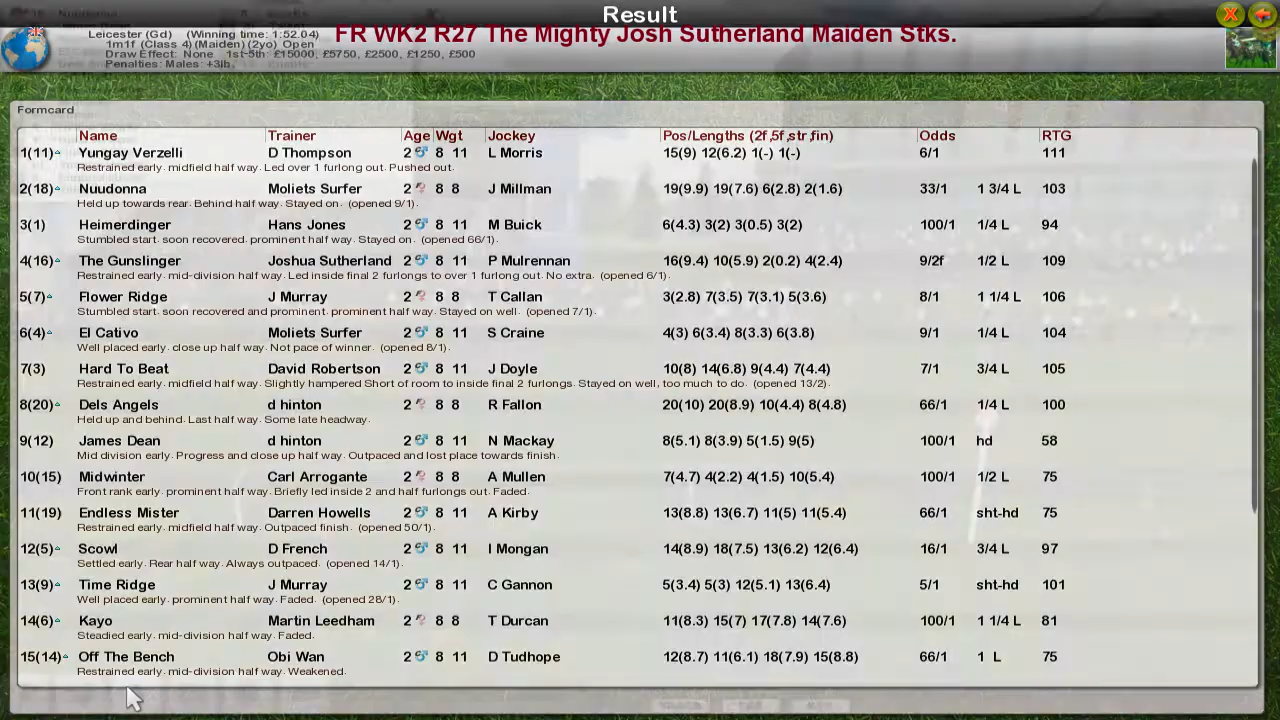 Result
FR WK2 R27 The Mighty Josh Sutherland Maiden Stks.
Leicester (Gd) (Winning time: 1:52.04)
1m1f (Class 4) (Maiden) (2yo) Open
Draw Effect: None 1st-5th: £15000, £5750, £2500, £1250, £500
Penalties: Males: +3lb.
Formcard
Name Trainer Age Wgt Jockey Pos/Lengths (2f,5f,str,fin) Odds RTG
1(11) Yungay Verzelli D Thompson 2 8 11 L Morris 15(9) 12(6.2) 1(-) 1(-) 6/1 111
Restrained early. midfield half way. Led over 1 furlong out. Pushed out.
2(18) Nuudonna Moliets Surfer 2 8 8 J Millman 19(9.9) 19(7.6) 6(2.8) 2(1.6) 33/1 1 3/4 L 103
Held up towards rear. Behind half way. Stayed on. (opened 9/1).
3(1) Heimerdinger Hans Jones 2 8 11 M Buick 6(4.3) 3(2) 3(0.5) 3(2) 100/1 1/4 L 94
Stumbled start. soon recovered. prominent half way. Stayed on. (opened 66/1).
4(16) The Gunslinger Joshua Sutherland 2 8 11 P Mulrennan 16(9.4) 10(5.9) 2(0.2) 4(2.4) 9/2f 1/2 L 109
Restrained early. mid-division half way. Led inside final 2 furlongs to over 1 furlong out. No extra. (opened 6/1).
5(7) Flower Ridge J Murray 2 8 8 T Callan 3(2.8) 7(3.5) 7(3.1) 5(3.6) 8/1 1 1/4 L 106
Stumbled start. soon recovered and prominent. prominent half way. Stayed on well. (opened 7/1).
6(4) El Cativo Moliets Surfer 2 8 11 S Craine 4(3) 6(3.4) 8(3.3) 6(3.8) 9/1 1/4 L 104
Well placed early. close up half way. Not pace of winner. (opened 8/1).
7(3) Hard To Beat David Robertson 2 8 11 J Doyle 10(8) 14(6.8) 9(4.4) 7(4.4) 7/1 3/4 L 105
Restrained early. midfield half way. Slightly hampered Short of room to inside final 2 furlongs. Stayed on well, too much to do. (opened 13/2).
8(20) Dels Angels d hinton 2 8 8 R Fallon 20(10) 20(8.9) 10(4.4) 8(4.8) 66/1 1/4 L 100
Held up and behind. Last half way. Some late headway.
9(12) James Dean d hinton 2 8 11 N Mackay 8(5.1) 8(3.9) 5(1.5) 9(5) 100/1 hd 58
Mid division early. Progress and close up half way. Outpaced and lost place towards finish.
10(15) Midwinter Carl Arrogante 2 8 8 A Mullen 7(4.7) 4(2.2) 4(1.5) 10(5.4) 100/1 1/2 L 75
Front rank early. prominent half way. Briefly led inside 2 and half furlongs out. Faded.
11(19) Endless Mister Darren Howells 2 8 11 A Kirby 13(8.8) 13(6.7) 11(5) 11(5.4) 66/1 sht-hd 75
Restrained early. midfield half way. Outpaced finish. (opened 50/1).
12(5) Scowl D French 2 8 11 I Mongan 14(8.9) 18(7.5) 13(6.2) 12(6.4) 16/1 3/4 L 97
Settled early. Rear half way. Always outpaced. (opened 14/1).
13(9) Time Ridge J Murray 2 8 11 C Gannon 5(3.4) 5(3) 12(5.1) 13(6.4) 5/1 sht-hd 101
Well placed early. prominent half way. Faded. (opened 28/1).
14(6) Kayo Martin Leedham 2 8 8 T Durcan 11(8.3) 15(7) 17(7.8) 14(7.6) 100/1 1 1/4 L 81
Steadied early. mid-division half way. Faded.
15(14) Off The Bench Obi Wan 2 8 11 D Tudhope 12(8.7) 11(6.1) 18(7.9) 15(8.8) 66/1 1 L 75
Restrained early. mid-division half way. Weakened.